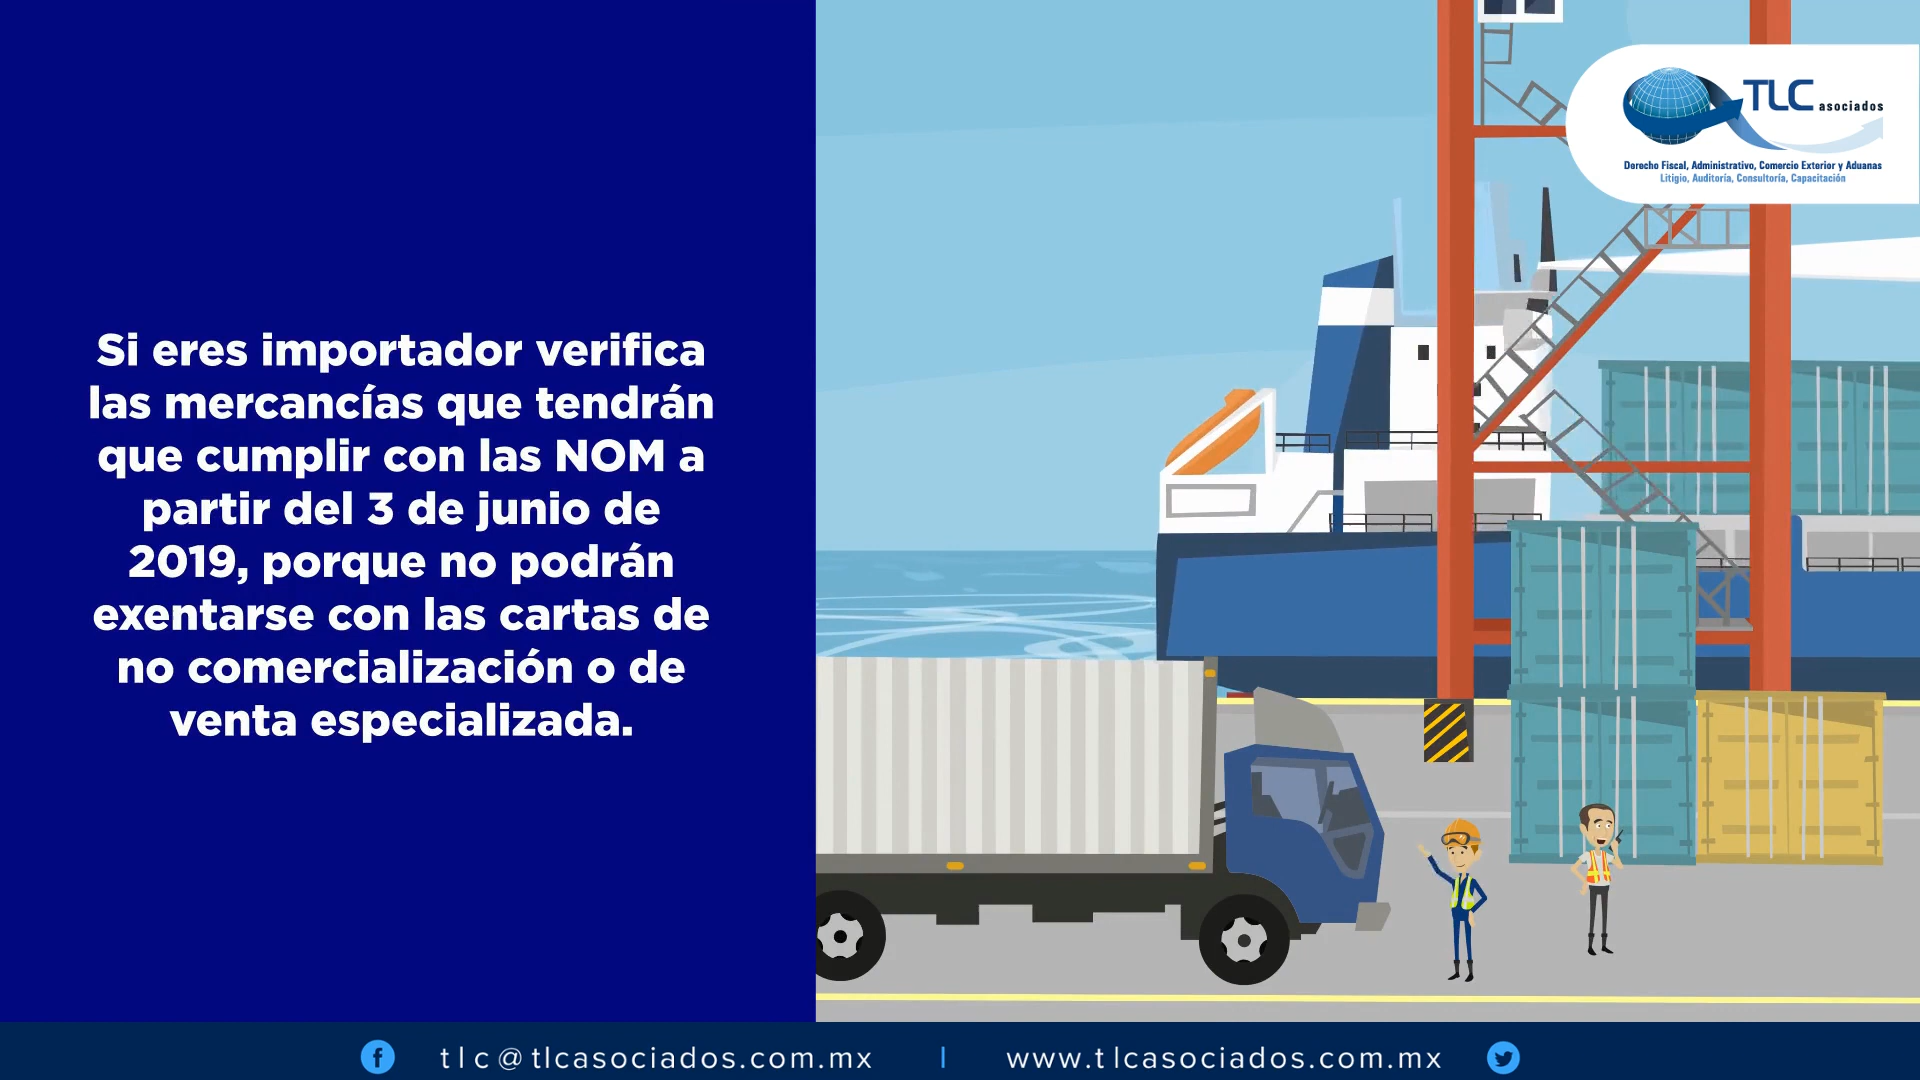 Si eres importador verifica
las mercancías que tendrán
que cumplir con las NOM a
partir del 3 de junio de
2019, porque no podrán
exentarse con las cartas de
no comercialización o de
venta especializada.
TLC asociados
Derecho Fiscal, Administrativo, Comercio Exterior y Aduanas
Litigio, Auditoría, Consultoría, Capacitación
tlc@tlcasociados.com.mx | www.tlcasociados.com.mx